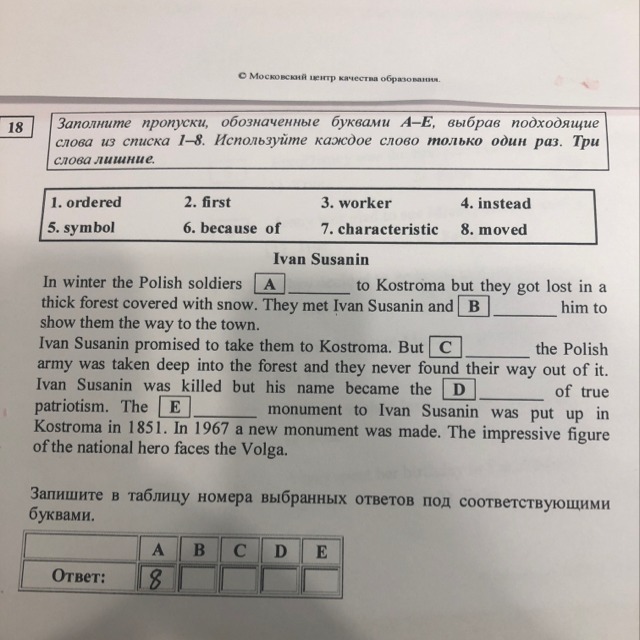 © Московский центр качества образования.
18
Заполните пропуски, обозначенные буквами А–Е, выбрав подходящие
слова из списка 1–8. Используйте каждое слово только один раз. Три
слова лишние.
1. ordered 2. first 3. worker 4. instead
5. symbol 6. because of 7. characteristic 8. moved
Ivan Susanin
In winter the Polish soldiers A ______ to Kostroma but they got lost in a
thick forest covered with snow. They met Ivan Susanin and B ______ him to
show them the way to the town.
Ivan Susanin promised to take them to Kostroma. But C ______ the Polish
army was taken deep into the forest and they never found their way out of it.
Ivan Susanin was killed but his name became the D ______ of true
patriotism. The E ______ monument to Ivan Susanin was put up in
Kostroma in 1851. In 1967 a new monument was made. The impressive figure
of the national hero faces the Volga.
Запишите в таблицу номера выбранных ответов под соответствующими
буквами.
A B C D E
Ответ: 8